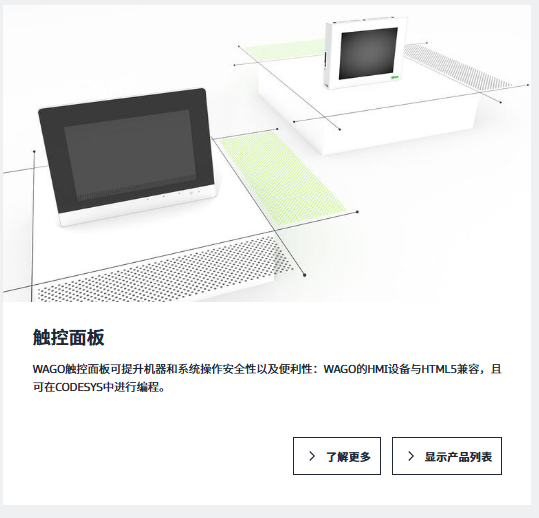 触控面板
WAGO触控面板可提升机器和系统操作安全性以及便利性：WAGO的HMI设备与HTML5兼容，且
可在CODESYS中进行编程。
了解更多
显示产品列表